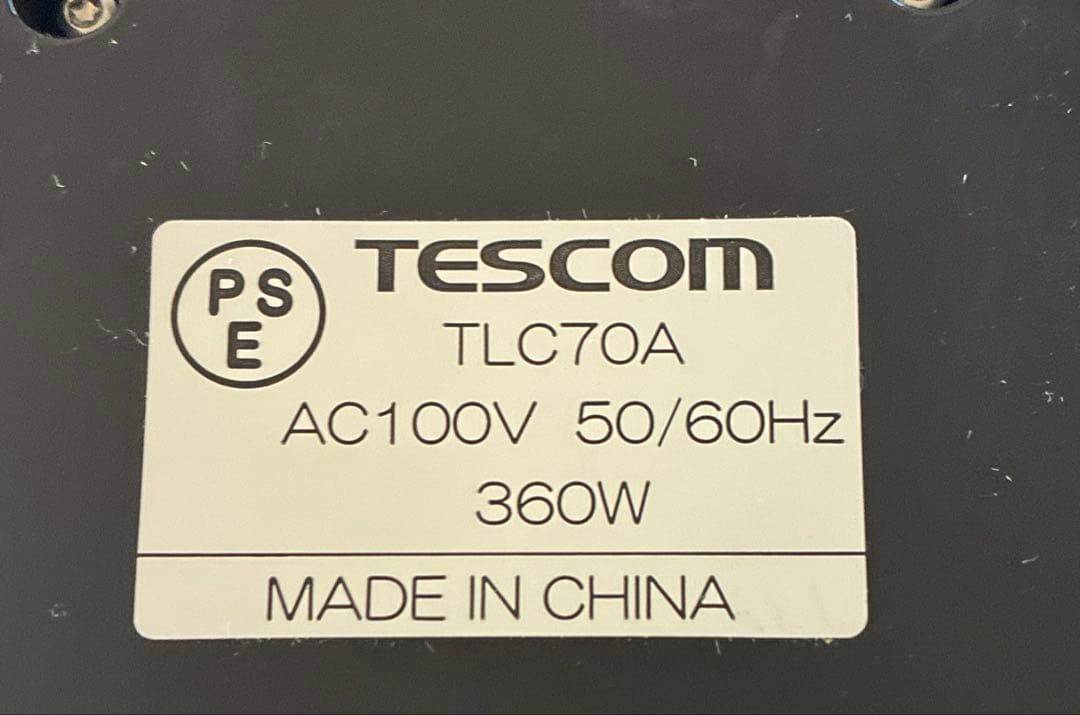 PS
E
TESCOM
TLC70A
AC100V 50/60Hz
360W
MADE IN CHINA